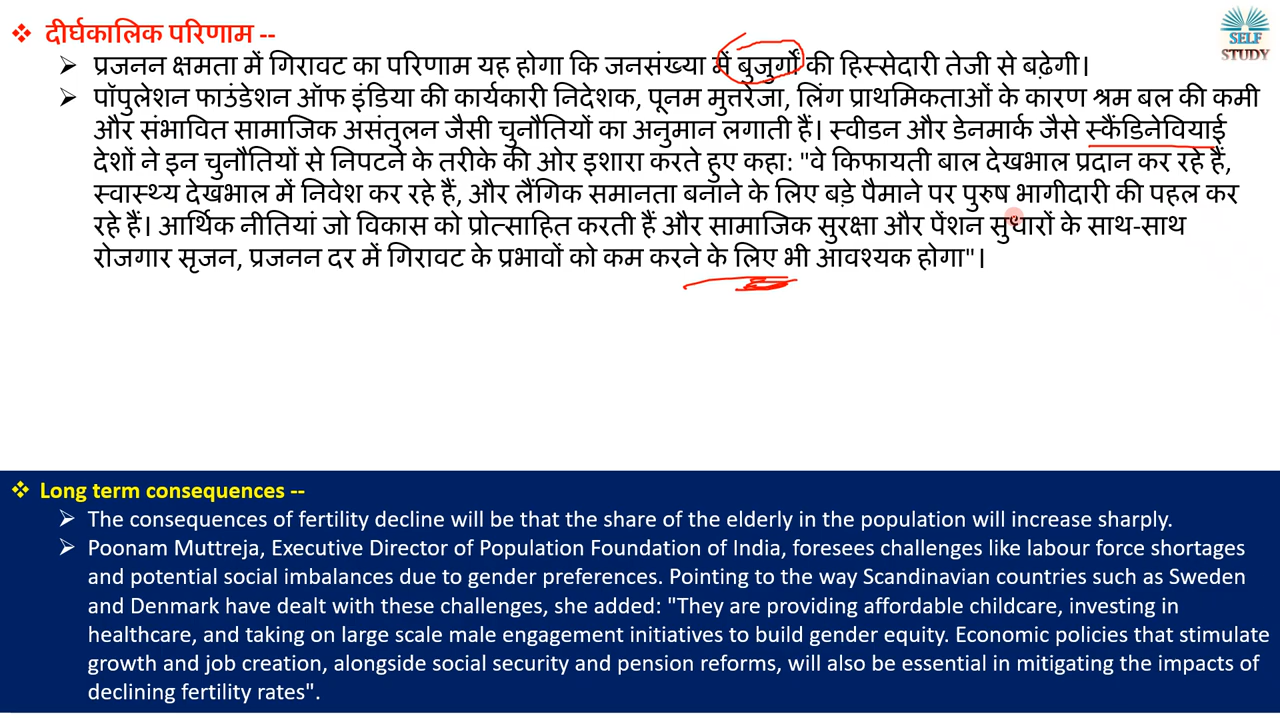 ❖ दीर्घकालिक परिणाम --
➢ प्रजनन क्षमता में गिरावट का परिणाम यह होगा कि जनसंख्या में बुजुर्गों की हिस्सेदारी तेजी से बढ़ेगी।
➢ पॉपुलेशन फाउंडेशन ऑफ इंडिया की कार्यकारी निदेशक, पूनम मुत्तरेजा, लिंग प्राथमिकताओं के कारण श्रम बल की कमी
और संभावित सामाजिक असंतुलन जैसी चुनौतियों का अनुमान लगाती हैं। स्वीडन और डेनमार्क जैसे स्कैंडिनेवियाई
देशों ने इन चुनौतियों से निपटने के तरीके की ओर इशारा करते हुए कहा: "वे किफायती बाल देखभाल प्रदान कर रहे हैं,
स्वास्थ्य देखभाल में निवेश कर रहे हैं, और लैंगिक समानता बनाने के लिए बड़े पैमाने पर पुरुष भागीदारी की पहल कर
रहे हैं। आर्थिक नीतियां जो विकास को प्रोत्साहित करती हैं और सामाजिक सुरक्षा और पेंशन सुधारों के साथ-साथ
रोजगार सृजन, प्रजनन दर में गिरावट के प्रभावों को कम करने के लिए भी आवश्यक होगा"।
SELF
STUDY
❖ Long term consequences --
➢ The consequences of fertility decline will be that the share of the elderly in the population will increase sharply.
➢ Poonam Muttreja, Executive Director of Population Foundation of India, foresees challenges like labour force shortages
and potential social imbalances due to gender preferences. Pointing to the way Scandinavian countries such as Sweden
and Denmark have dealt with these challenges, she added: "They are providing affordable childcare, investing in
healthcare, and taking on large scale male engagement initiatives to build gender equity. Economic policies that stimulate
growth and job creation, alongside social security and pension reforms, will also be essential in mitigating the impacts of
declining fertility rates".